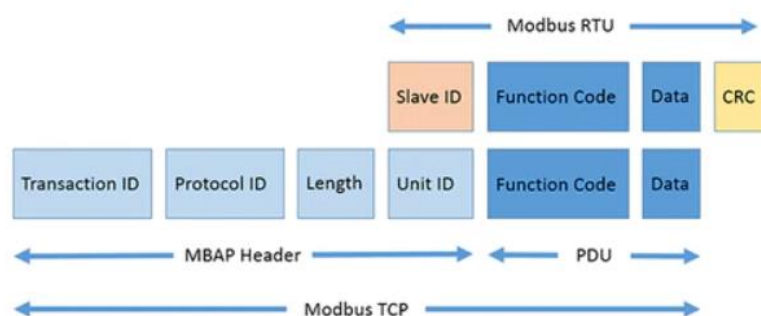 Modbus RTU
Slave ID Function Code Data CRC
Transaction ID Protocol ID Length Unit ID Function Code Data
MBAP Header PDU
Modbus TCP